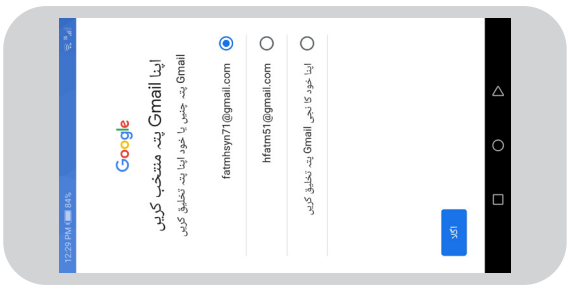 12:29 PM 84%
Google
اپنا Gmail پتہ منتخب کریں
Gmail پتہ چنیں یا خود اپنا پتہ تخلیق کریں
fatmhsyn71@gmail.com
hfatm51@gmail.com
اپنا خود کا نجی Gmail پتہ تخلیق کریں
اگلا